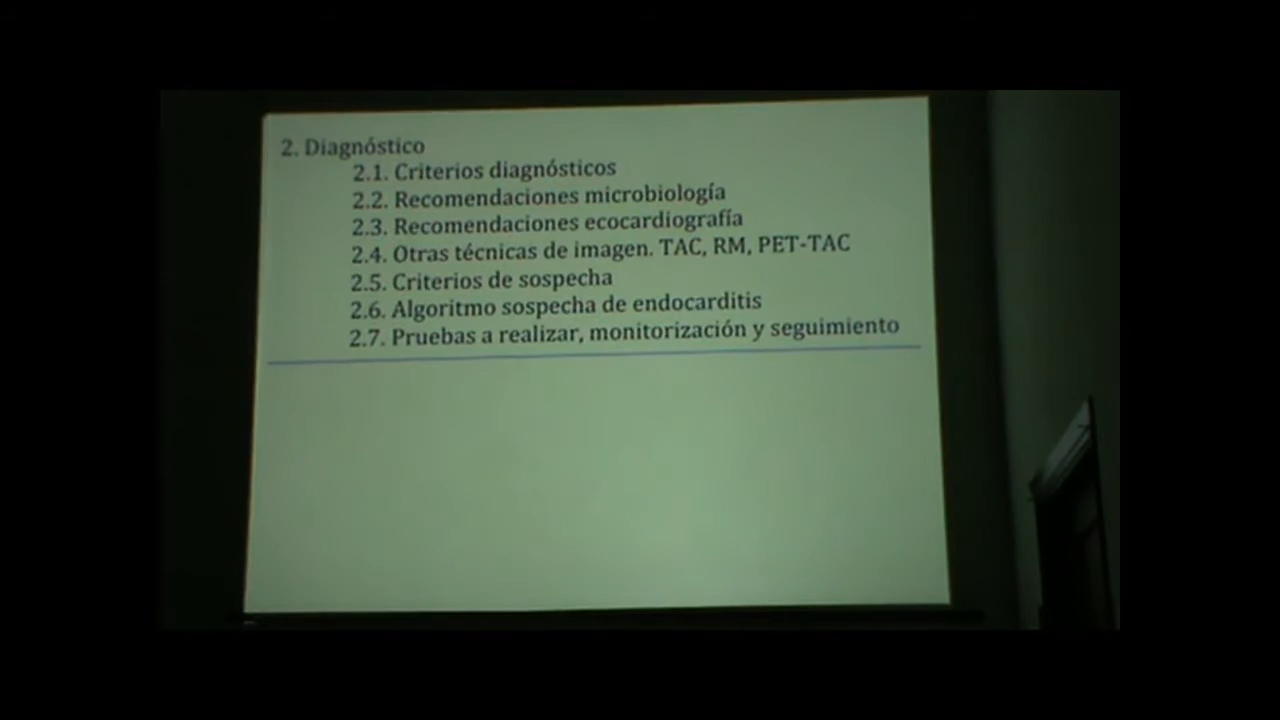 2. Diagnóstico
2.1. Criterios diagnósticos
2.2. Recomendaciones microbiología
2.3. Recomendaciones ecocardiografía
2.4. Otras técnicas de imagen. TAC, RM, PET-TAC
2.5. Criterios de sospecha
2.6. Algoritmo sospecha de endocarditis
2.7. Pruebas a realizar, monitorización y seguimiento